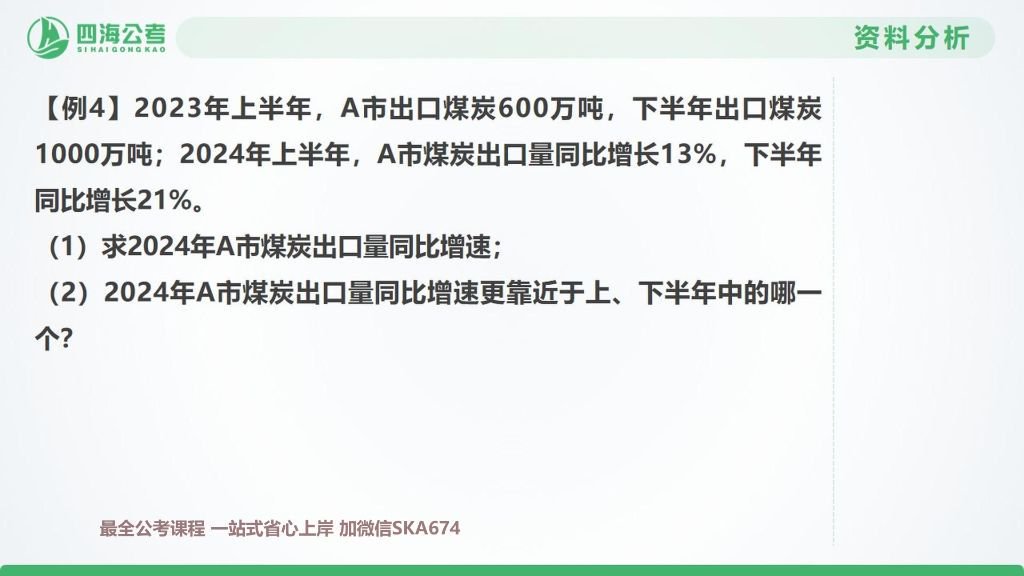 四海公考
SIHAIGONGKAO
资料分析
【例4】2023年上半年，A市出口煤炭600万吨，下半年出口煤炭
1000万吨；2024年上半年，A市煤炭出口量同比增长13%，下半年
同比增长21%。
（1）求2024年A市煤炭出口量同比增速；
（2）2024年A市煤炭出口量同比增速更靠近于上、下半年中的哪一
个？
最全公考课程 一站式省心上岸 加微信SKA674